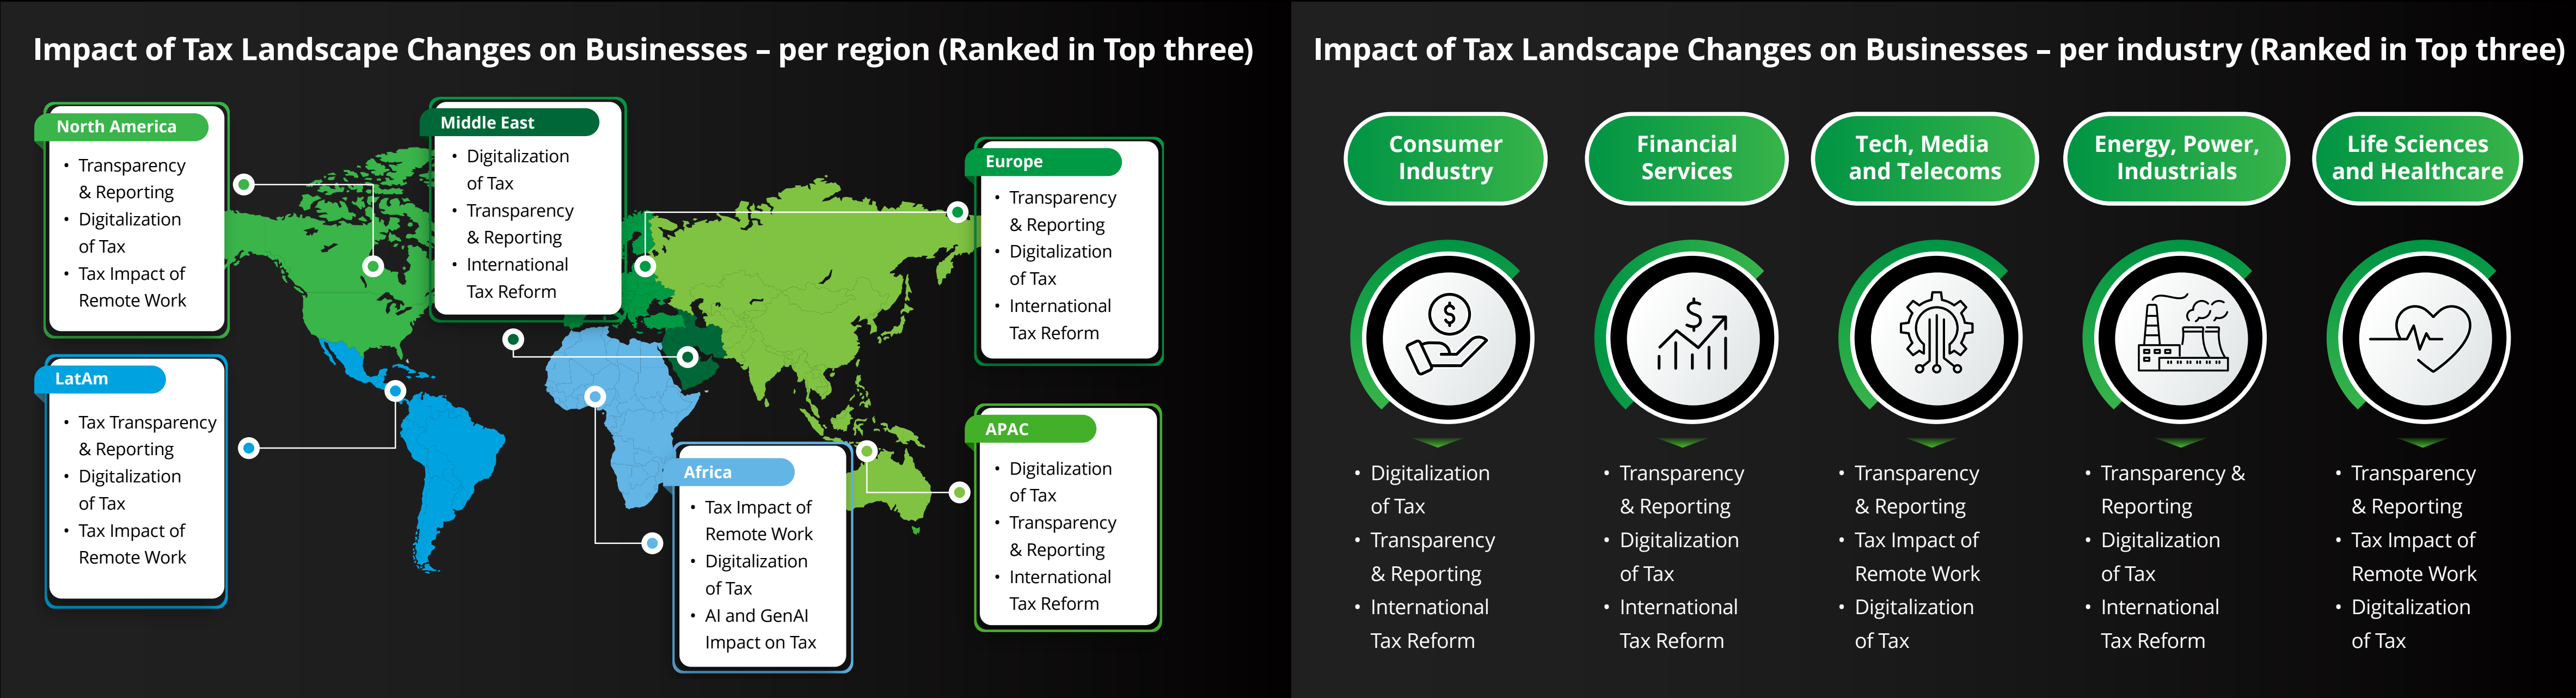 Impact of Tax Landscape Changes on Businesses – per region (Ranked in Top three)
North America
• Transparency
& Reporting
• Digitalization
of Tax
• Tax Impact of
Remote Work
Middle East
• Digitalization
of Tax
• Transparency
& Reporting
• International
Tax Reform
Europe
• Transparency
& Reporting
• Digitalization
of Tax
• International
Tax Reform
LatAm
• Tax Transparency
& Reporting
• Digitalization
of Tax
• Tax Impact of
Remote Work
Africa
• Tax Impact of
Remote Work
• Digitalization
of Tax
• AI and GenAI
Impact on Tax
APAC
• Digitalization
of Tax
• Transparency
& Reporting
• International
Tax Reform
Impact of Tax Landscape Changes on Businesses – per industry (Ranked in Top three)
Consumer
Industry
$
• Digitalization
of Tax
• Transparency
& Reporting
• International
Tax Reform
Financial
Services
$
• Transparency
& Reporting
• Digitalization
of Tax
• International
Tax Reform
Tech, Media
and Telecoms
• Transparency
& Reporting
• Tax Impact of
Remote Work
• Digitalization
of Tax
Energy, Power,
Industrials
• Transparency &
Reporting
• Digitalization
of Tax
• International
Tax Reform
Life Sciences
and Healthcare
• Transparency
& Reporting
• Tax Impact of
Remote Work
• Digitalization
of Tax